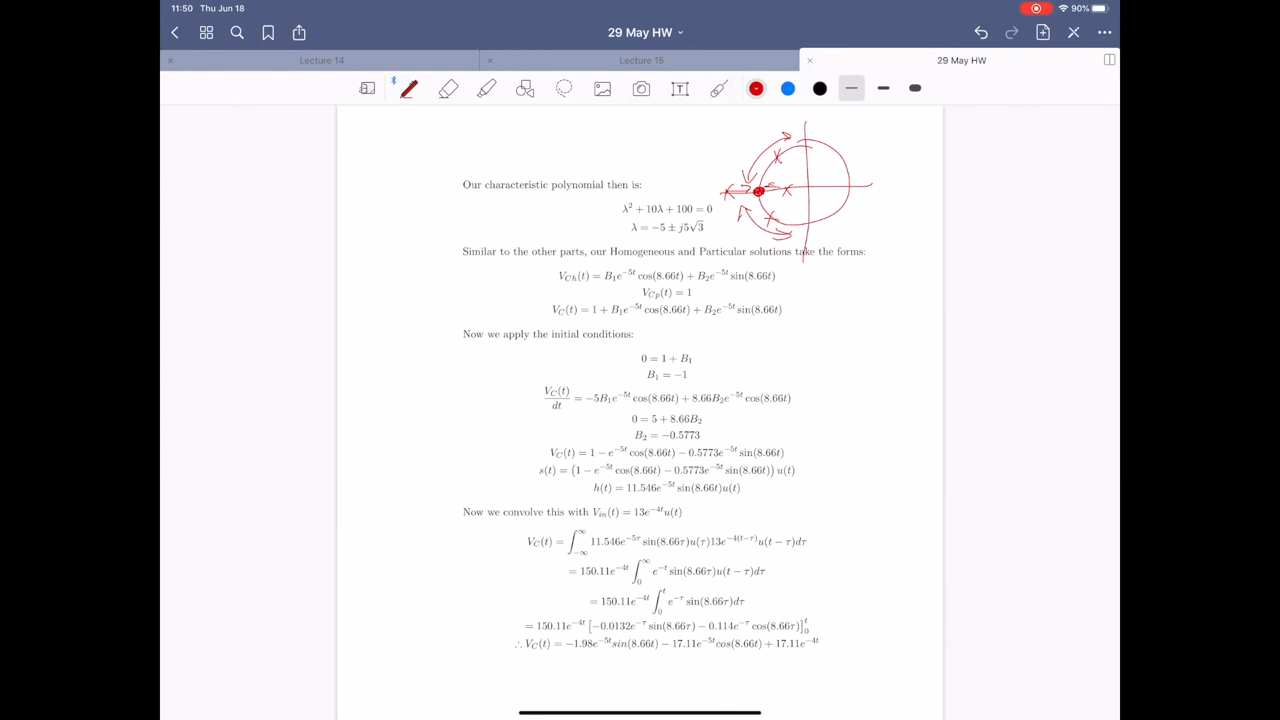 11:50 Thu Jun 18
90%
29 May HW
Lecture 14
Lecture 15
29 May HW
Our characteristic polynomial then is:
λ² + 10λ + 100 = 0
λ = −5 ± j5√3
Similar to the other parts, our Homogeneous and Particular solutions take the forms:
V_{Ch}(t) = B₁e^{−5t} cos(8.66t) + B₂e^{−5t} sin(8.66t)
V_{Cp}(t) = 1
V_C(t) = 1 + B₁e^{−5t} cos(8.66t) + B₂e^{−5t} sin(8.66t)
Now we apply the initial conditions:
0 = 1 + B₁
B₁ = −1
V_C(t)/dt = −5B₁e^{−5t} cos(8.66t) + 8.66B₂e^{−5t} cos(8.66t)
0 = 5 + 8.66B₂
B₂ = −0.5773
V_C(t) = 1 − e^{−5t} cos(8.66t) − 0.5773e^{−5t} sin(8.66t)
s(t) = (1 − e^{−5t} cos(8.66t) − 0.5773e^{−5t} sin(8.66t)) u(t)
h(t) = 11.546e^{−5t} sin(8.66t)u(t)
Now we convolve this with V_{in}(t) = 13e^{−4t}u(t)
V_C(t) = ∫_{−∞}^{∞} 11.546e^{−5τ} sin(8.66τ)u(τ)13e^{−4(t−τ)}u(t − τ)dτ
= 150.11e^{−4t} ∫_0^∞ e^{−t} sin(8.66τ)u(t − τ)dτ
= 150.11e^{−4t} ∫_0^t e^{−τ} sin(8.66τ)dτ
= 150.11e^{−4t} [−0.0132e^{−τ} sin(8.66τ) − 0.114e^{−τ} cos(8.66τ)]_0^t
∴ V_C(t) = −1.98e^{−5t}sin(8.66t) − 17.11e^{−5t}cos(8.66t) + 17.11e^{−4t}